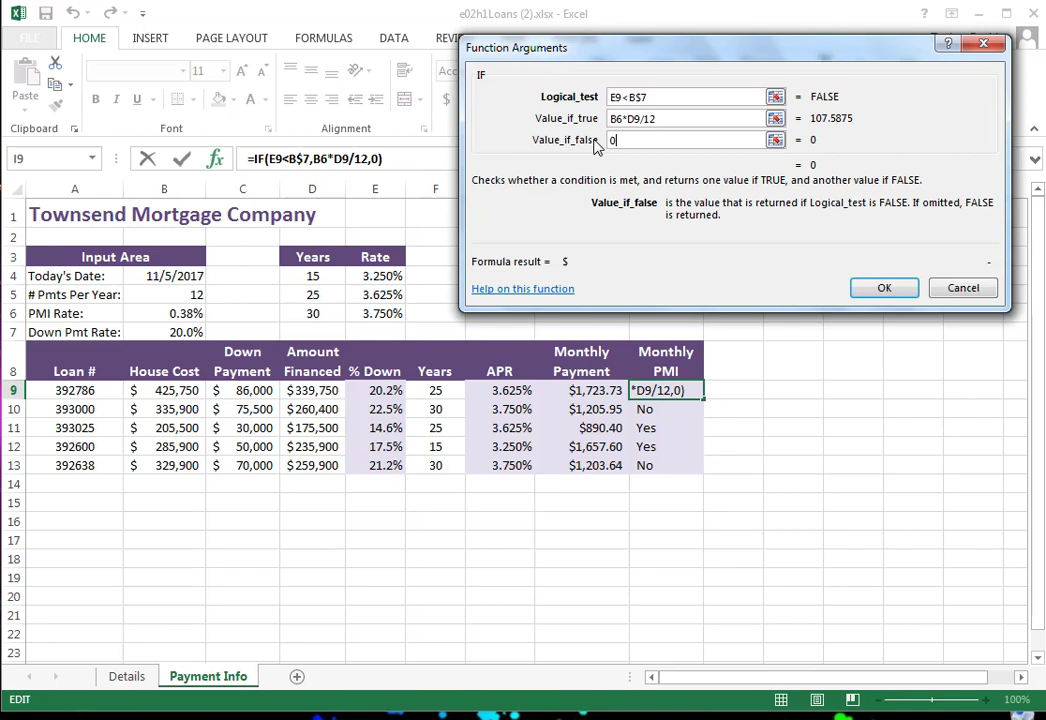 e02h1Loans (2).xlsx - Excel
FILE HOME INSERT PAGE LAYOUT FORMULAS DATA
11
Paste
B I U
Clipboard Font Alignment
Function Arguments
IF
Logical_test E9<B$7 = FALSE
Value_if_true B6*D9/12 = 107.5875
Value_if_false 0 = 0
= 0
Checks whether a condition is met, and returns one value if TRUE, and another value if FALSE.
Value_if_false is the value that is returned if Logical_test is FALSE. If omitted, FALSE
is returned.
Formula result = $ -
Help on this function OK Cancel
I9 fx =IF(E9<B$7,B6*D9/12,0)
A B C D E F
1 Townsend Mortgage Company
2
3 Input Area Years Rate
4 Today's Date: 11/5/2017 15 3.250%
5 # Pmts Per Year: 12 25 3.625%
6 PMI Rate: 0.38% 30 3.750%
7 Down Pmt Rate: 20.0%
Down Amount Monthly Monthly
8 Loan # House Cost Payment Financed % Down Years APR Payment PMI
9 392786 $ 425,750 $ 86,000 $339,750 20.2% 25 3.625% $1,723.73 *D9/12,0)
10 393000 $ 335,900 $ 75,500 $260,400 22.5% 30 3.750% $1,205.95 No
11 393025 $ 205,500 $ 30,000 $175,500 14.6% 25 3.625% $890.40 Yes
12 392600 $ 285,900 $ 50,000 $235,900 17.5% 15 3.250% $1,657.60 Yes
13 392638 $ 329,900 $ 70,000 $259,900 21.2% 30 3.750% $1,203.64 No
14
15
16
17
18
19
20
21
22
23
Details Payment Info
EDIT 100%